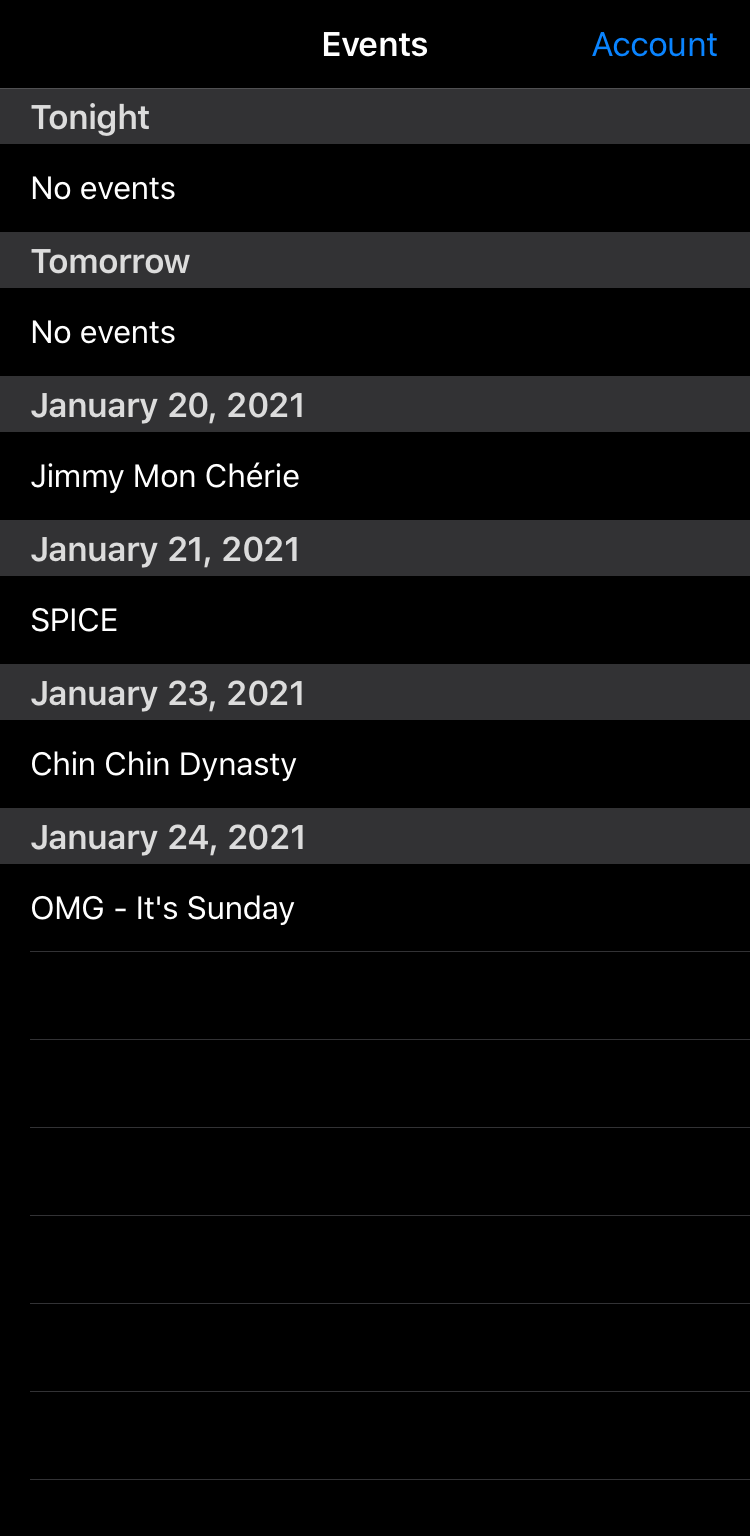 Events
Account
Tonight
No events
Tomorrow
No events
January 20, 2021
Jimmy Mon Chérie
January 21, 2021
SPICE
January 23, 2021
Chin Chin Dynasty
January 24, 2021
OMG - It's Sunday